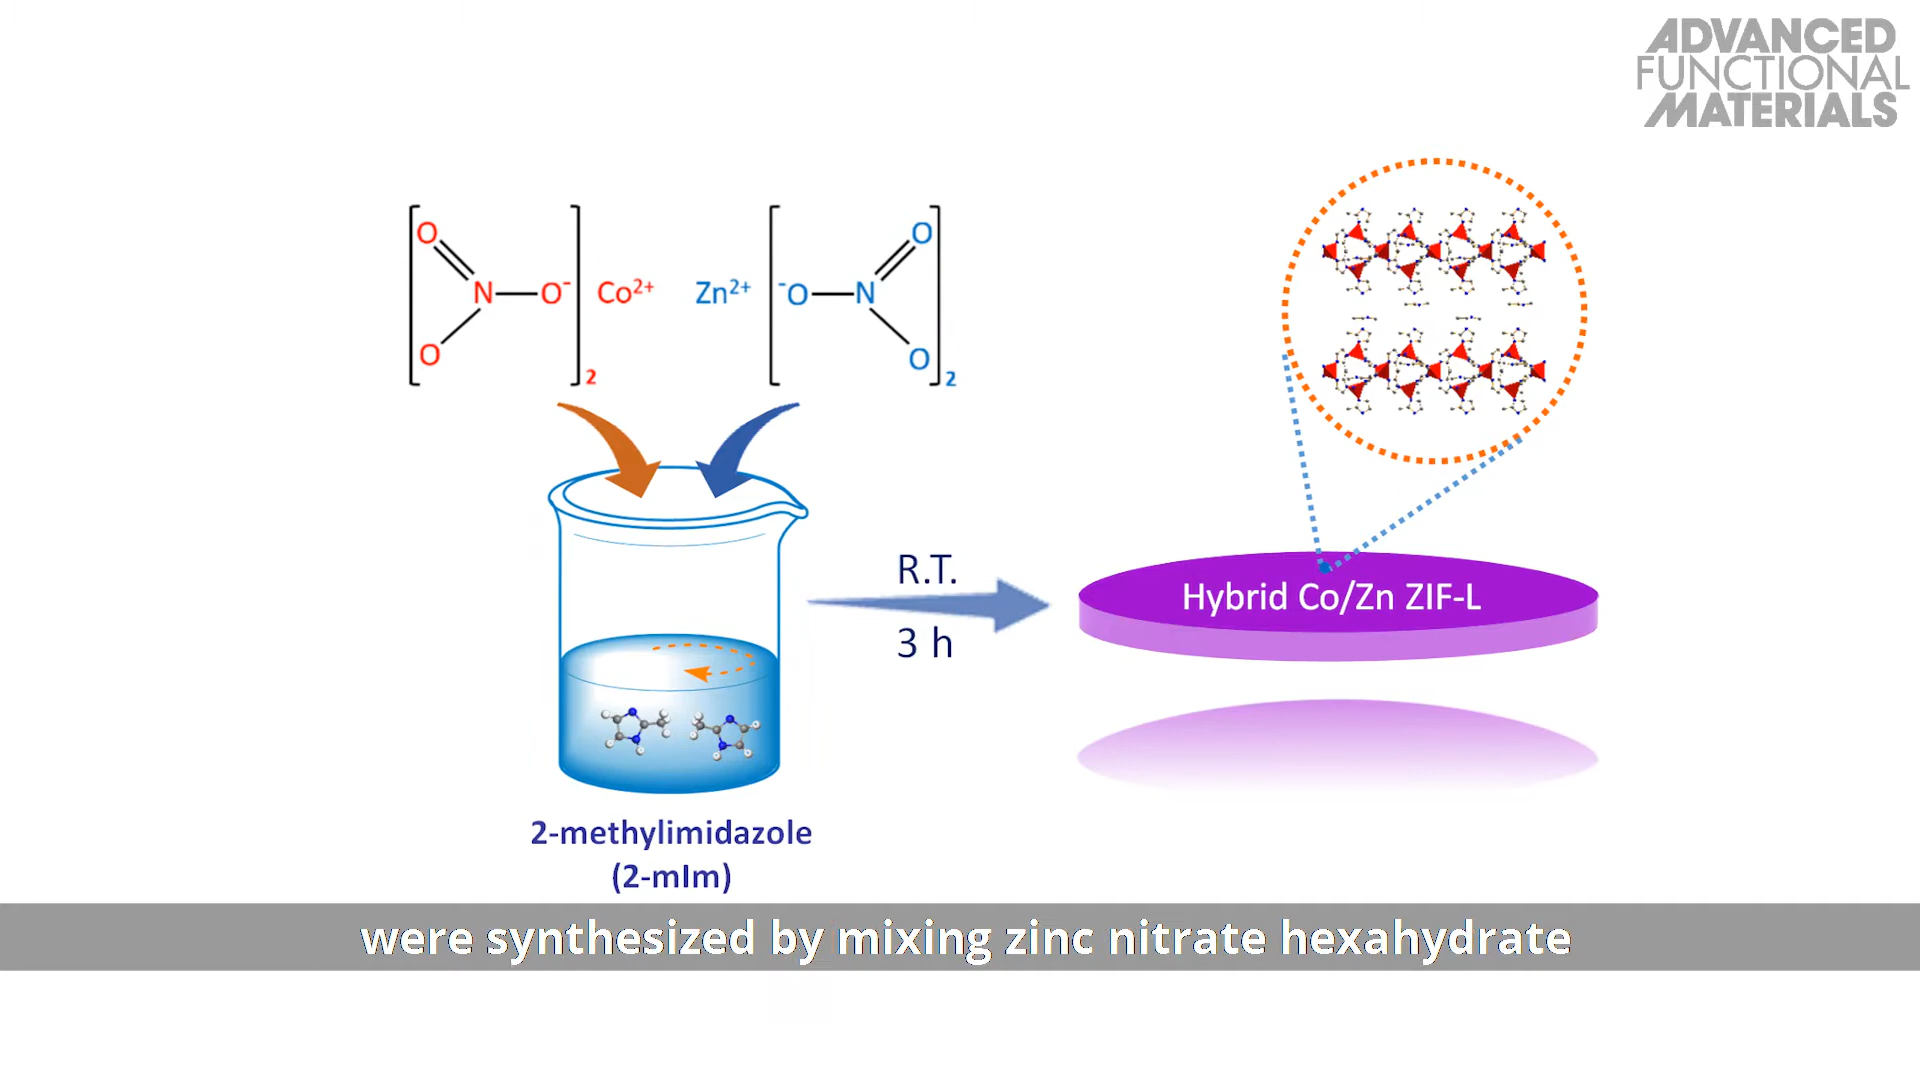 ADVANCED
FUNCTIONAL
MATERIALS
O
N
O⁻
O
2
Co²⁺
Zn²⁺
⁻O
N
O
O
2
R.T.
3 h
Hybrid Co/Zn ZIF-L
2-methylimidazole
(2-mIm)
were synthesized by mixing zinc nitrate hexahydrate